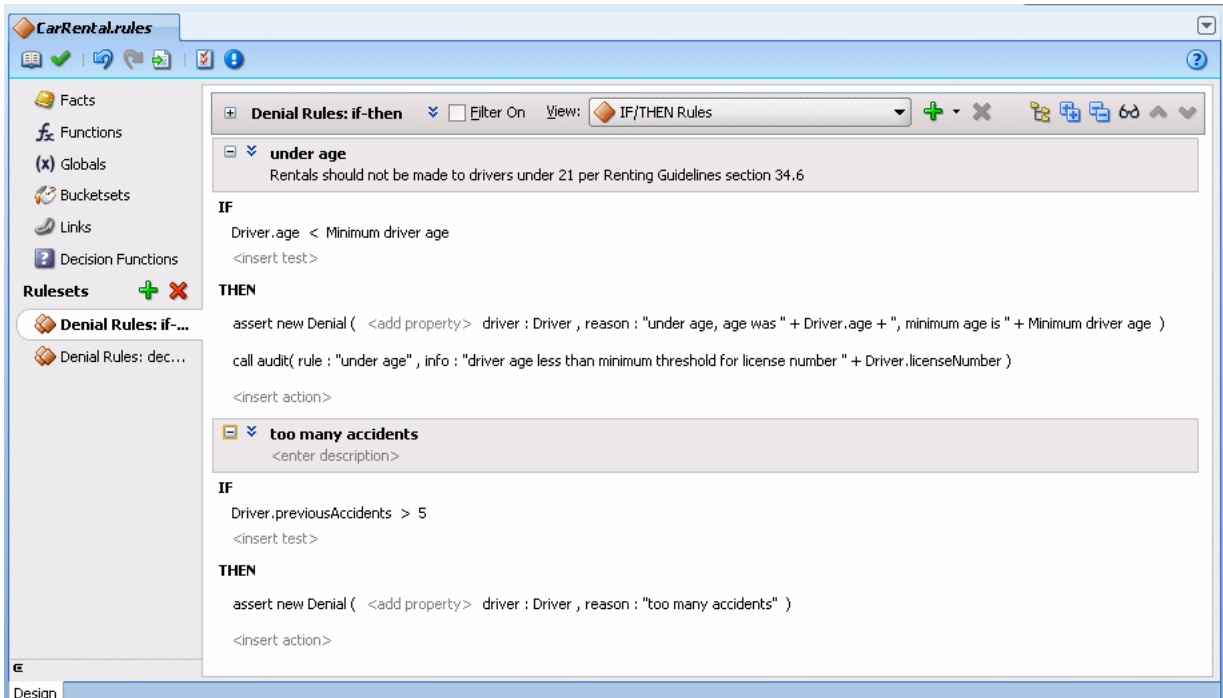 CarRental.rules
Facts
fx Functions
(x) Globals
Bucketsets
Links
Decision Functions
Rulesets
Denial Rules: if-...
Denial Rules: dec...
Denial Rules: if-then Filter On View: IF/THEN Rules
under age
Rentals should not be made to drivers under 21 per Renting Guidelines section 34.6
IF
Driver.age < Minimum driver age
<insert test>
THEN
assert new Denial ( <add property> driver : Driver , reason : "under age, age was " + Driver.age + ", minimum age is " + Minimum driver age )
call audit( rule : "under age" , info : "driver age less than minimum threshold for license number " + Driver.licenseNumber )
<insert action>
too many accidents
<enter description>
IF
Driver.previousAccidents > 5
<insert test>
THEN
assert new Denial ( <add property> driver : Driver , reason : "too many accidents" )
<insert action>
Design